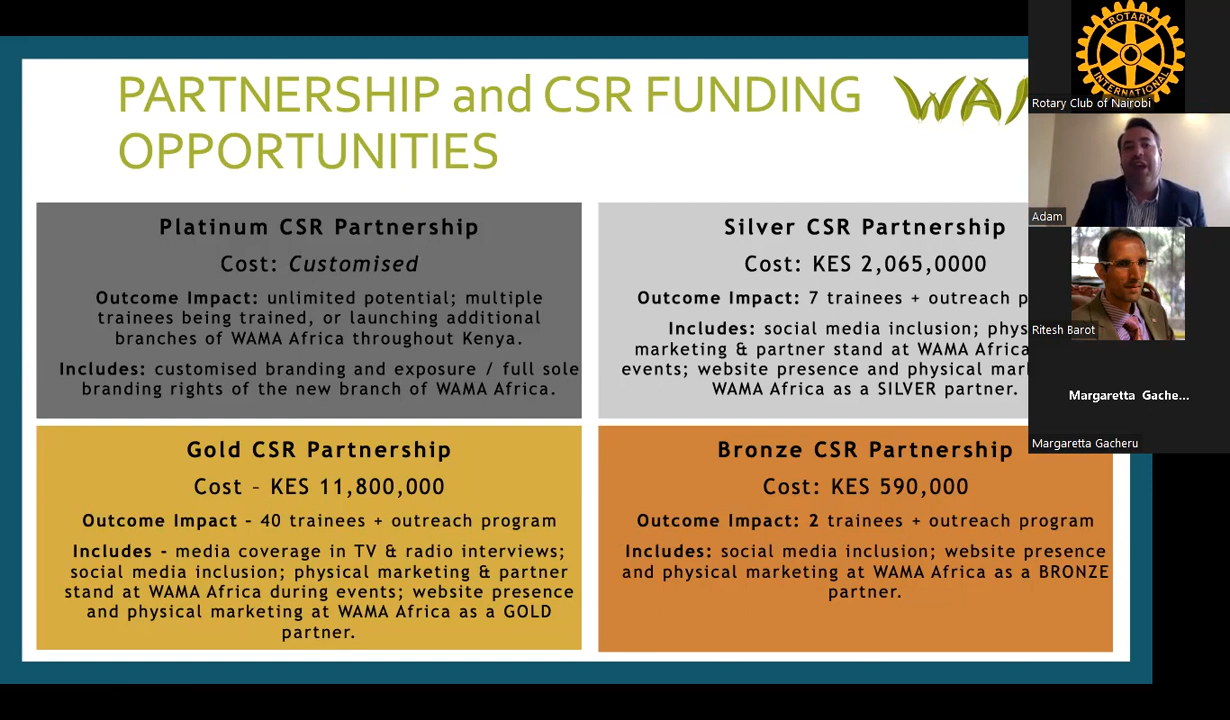 PARTNERSHIP and CSR FUNDING
OPPORTUNITIES
Platinum CSR Partnership
Cost: Customised
Outcome Impact: unlimited potential; multiple
trainees being trained, or launching additional
branches of WAMA Africa throughout Kenya.
Includes: customised branding and exposure / full sole
branding rights of the new branch of WAMA Africa.
Silver CSR Partnership
Cost: KES 2,065,0000
Outcome Impact: 7 trainees + outreach p
Includes: social media inclusion; phys
marketing & partner stand at WAMA Africa
events; website presence and physical mar
WAMA Africa as a SILVER partner.
Gold CSR Partnership
Cost – KES 11,800,000
Outcome Impact - 40 trainees + outreach program
Includes - media coverage in TV & radio interviews;
social media inclusion; physical marketing & partner
stand at WAMA Africa during events; website presence
and physical marketing at WAMA Africa as a GOLD
partner.
Bronze CSR Partnership
Cost: KES 590,000
Outcome Impact: 2 trainees + outreach program
Includes: social media inclusion; website presence
and physical marketing at WAMA Africa as a BRONZE
partner.
ROTARY
INTERNATIONAL
Rotary Club of Nairobi
Adam
Ritesh Barot
Margaretta Gache...
Margaretta Gacheru